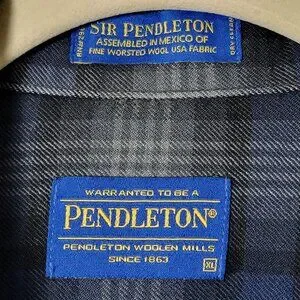 SIR PENDLETON
ASSEMBLED IN MEXICO OF
FINE WORSTED WOOL USA FABRIC
WARRANTED TO BE A
PENDLETON®
PENDLETON WOOLEN MILLS
SINCE 1863
XL